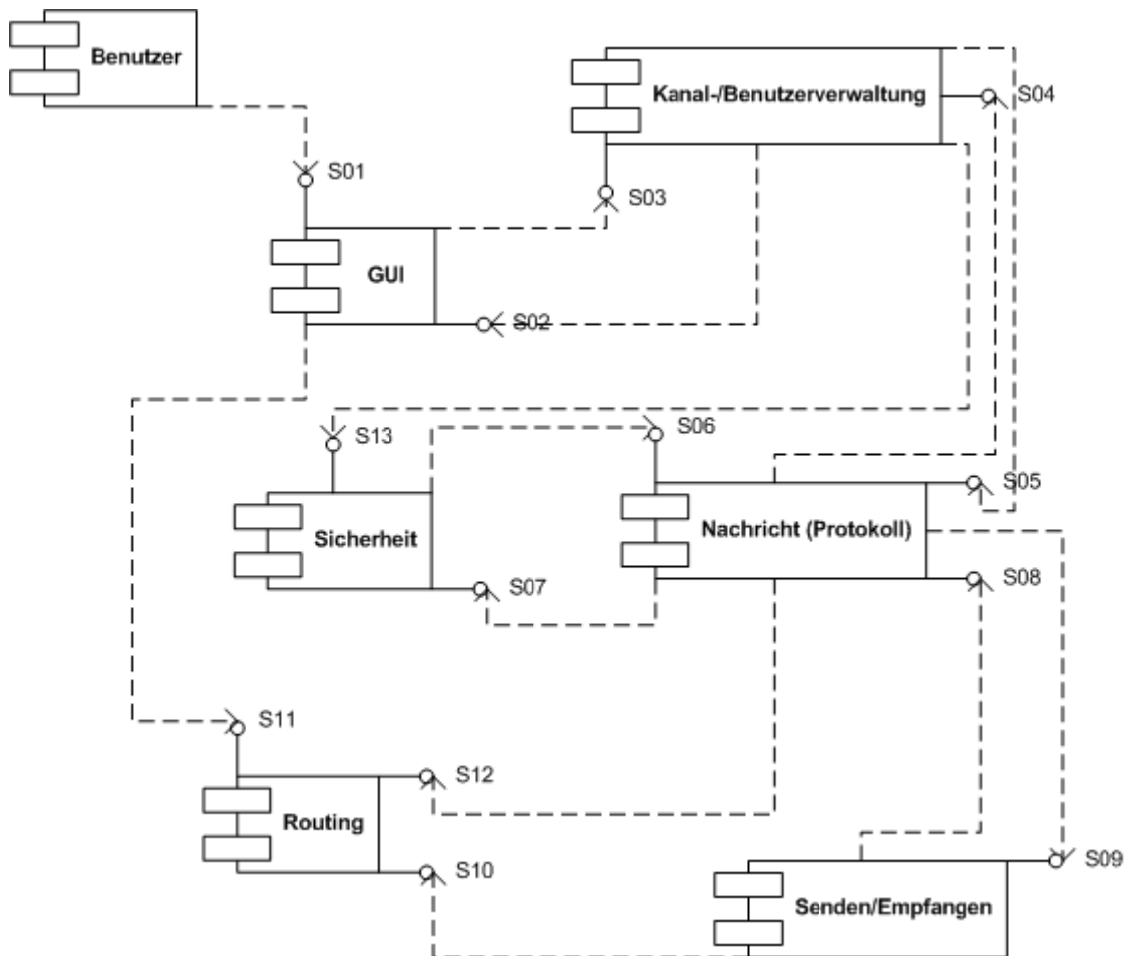 Benutzer
Kanal-/Benutzerverwaltung
S04
S01
S03
GUI
S02
S13
S06
S05
Sicherheit
Nachricht (Protokoll)
S07
S08
S11
S12
Routing
S10
S09
Senden/Empfangen